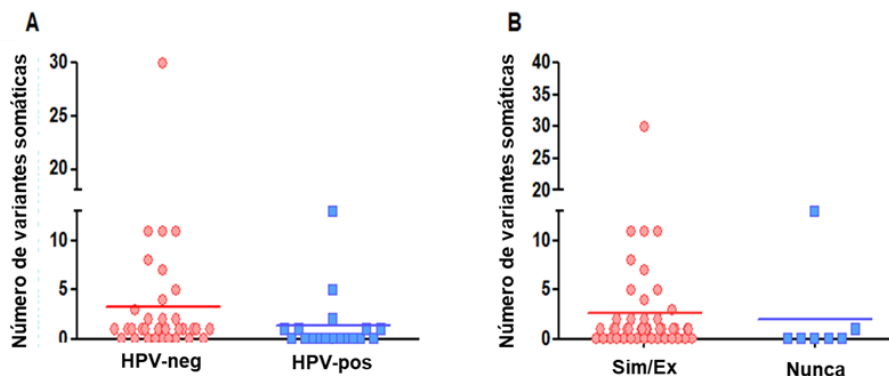 A
Número de variantes somáticas
30
25
20
10
5
0
HPV-neg
HPV-pos
B
Número de variantes somáticas
40
35
30
25
20
10
5
0
Sim/Ex
Nunca